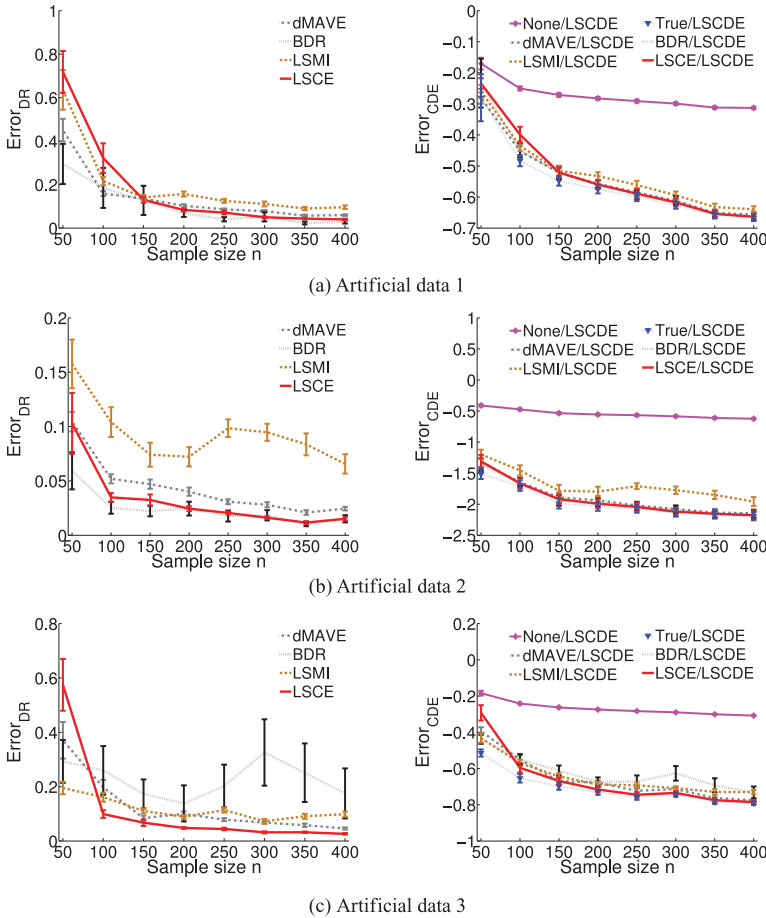 1
0.8
0.6
0.4
0.2
0
Error_DR
dMAVE
BDR
LSMI
LSCE
50 100 150 200 250 300 350 400
Sample size n
0
−0.1
−0.2
−0.3
−0.4
−0.5
−0.6
−0.7
Error_CDE
None/LSCDE True/LSCDE
dMAVE/LSCDE BDR/LSCDE
LSMI/LSCDE LSCE/LSCDE
50 100 150 200 250 300 350 400
Sample size n
(a) Artificial data 1
0.2
0.15
0.1
0.05
0
Error_DR
dMAVE
BDR
LSMI
LSCE
50 100 150 200 250 300 350 400
Sample size n
1
0.5
0
−0.5
−1
−1.5
−2
−2.5
Error_CDE
None/LSCDE True/LSCDE
dMAVE/LSCDE BDR/LSCDE
LSMI/LSCDE LSCE/LSCDE
50 100 150 200 250 300 350 400
Sample size n
(b) Artificial data 2
0.8
0.6
0.4
0.2
0
Error_DR
dMAVE
BDR
LSMI
LSCE
50 100 150 200 250 300 350 400
Sample size n
0.2
0
−0.2
−0.4
−0.6
−0.8
−1
Error_CDE
None/LSCDE True/LSCDE
dMAVE/LSCDE BDR/LSCDE
LSMI/LSCDE LSCE/LSCDE
50 100 150 200 250 300 350 400
Sample size n
(c) Artificial data 3